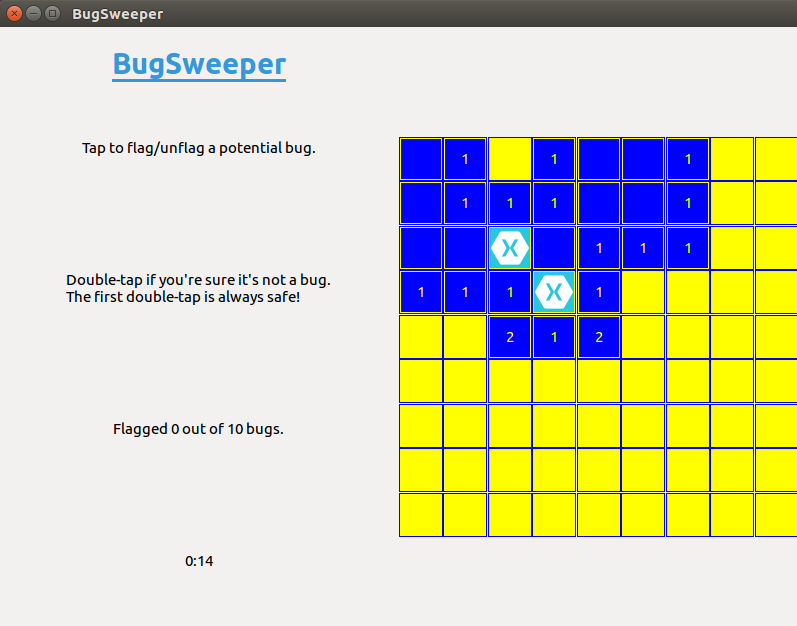 BugSweeper
BugSweeper
Tap to flag/unflag a potential bug.
Double-tap if you're sure it's not a bug.
The first double-tap is always safe!
Flagged 0 out of 10 bugs.
0:14
1 1 1
1 1 1 1
1 1 1
1 1 1 1
2 1 2